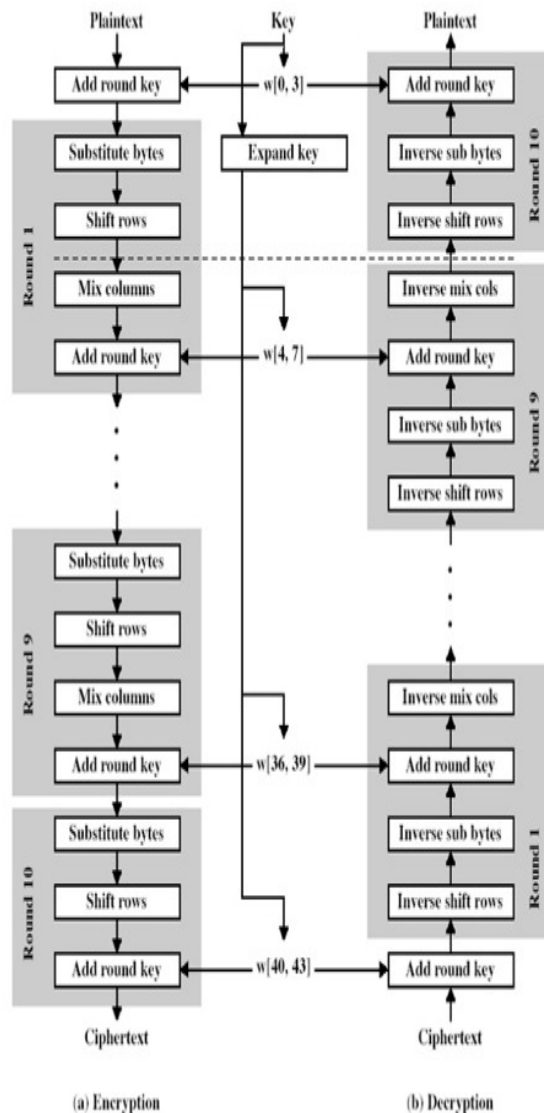 Plaintext
Add round key
Round 1
Substitute bytes
Shift rows
Mix columns
Add round key
Round 9
Substitute bytes
Shift rows
Mix columns
Add round key
Round 10
Substitute bytes
Shift rows
Add round key
Ciphertext
(a) Encryption
Key
w[0, 3]
Expand key
w[4, 7]
w[36, 39]
w[40, 43]
Plaintext
Add round key
Inverse sub bytes
Inverse shift rows
Round 10
Inverse mix cols
Add round key
Inverse sub bytes
Inverse shift rows
Round 9
Inverse mix cols
Add round key
Inverse sub bytes
Inverse shift rows
Round 1
Add round key
Ciphertext
(b) Decryption